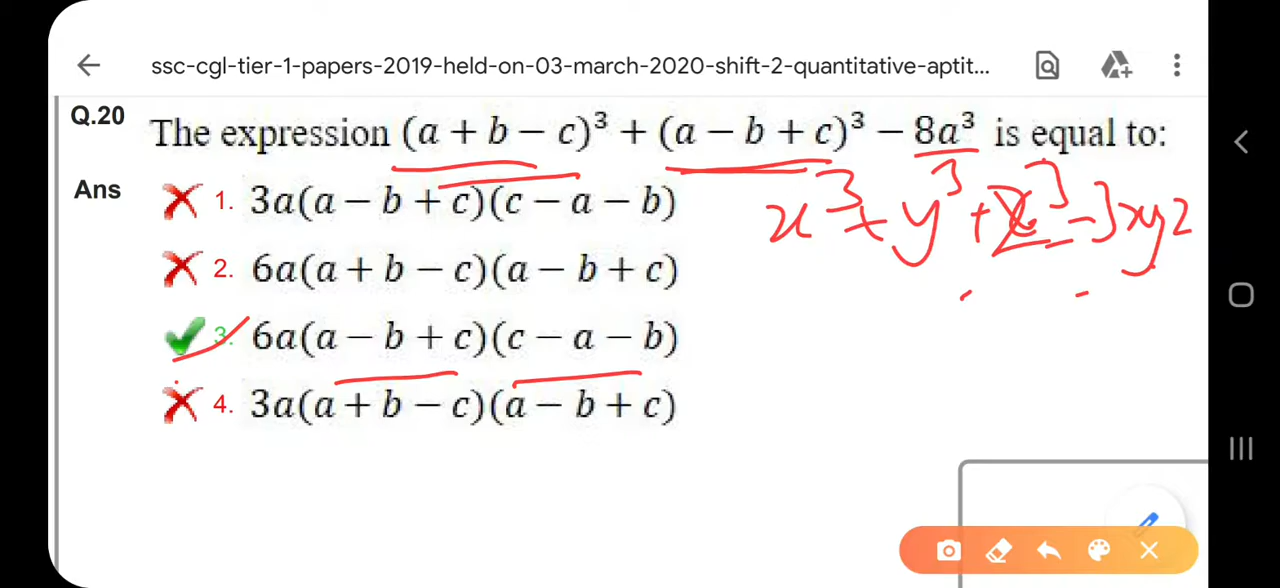 ssc-cgl-tier-1-papers-2019-held-on-03-march-2020-shift-2-quantitative-aptit...
Q.20 The expression (a + b − c)³ + (a − b + c)³ − 8a³ is equal to:
Ans 1. 3a(a − b + c)(c − a − b)
x³ + y³ + z³ - 3xyz
2. 6a(a + b − c)(a − b + c)
3. 6a(a − b + c)(c − a − b)
4. 3a(a + b − c)(a − b + c)